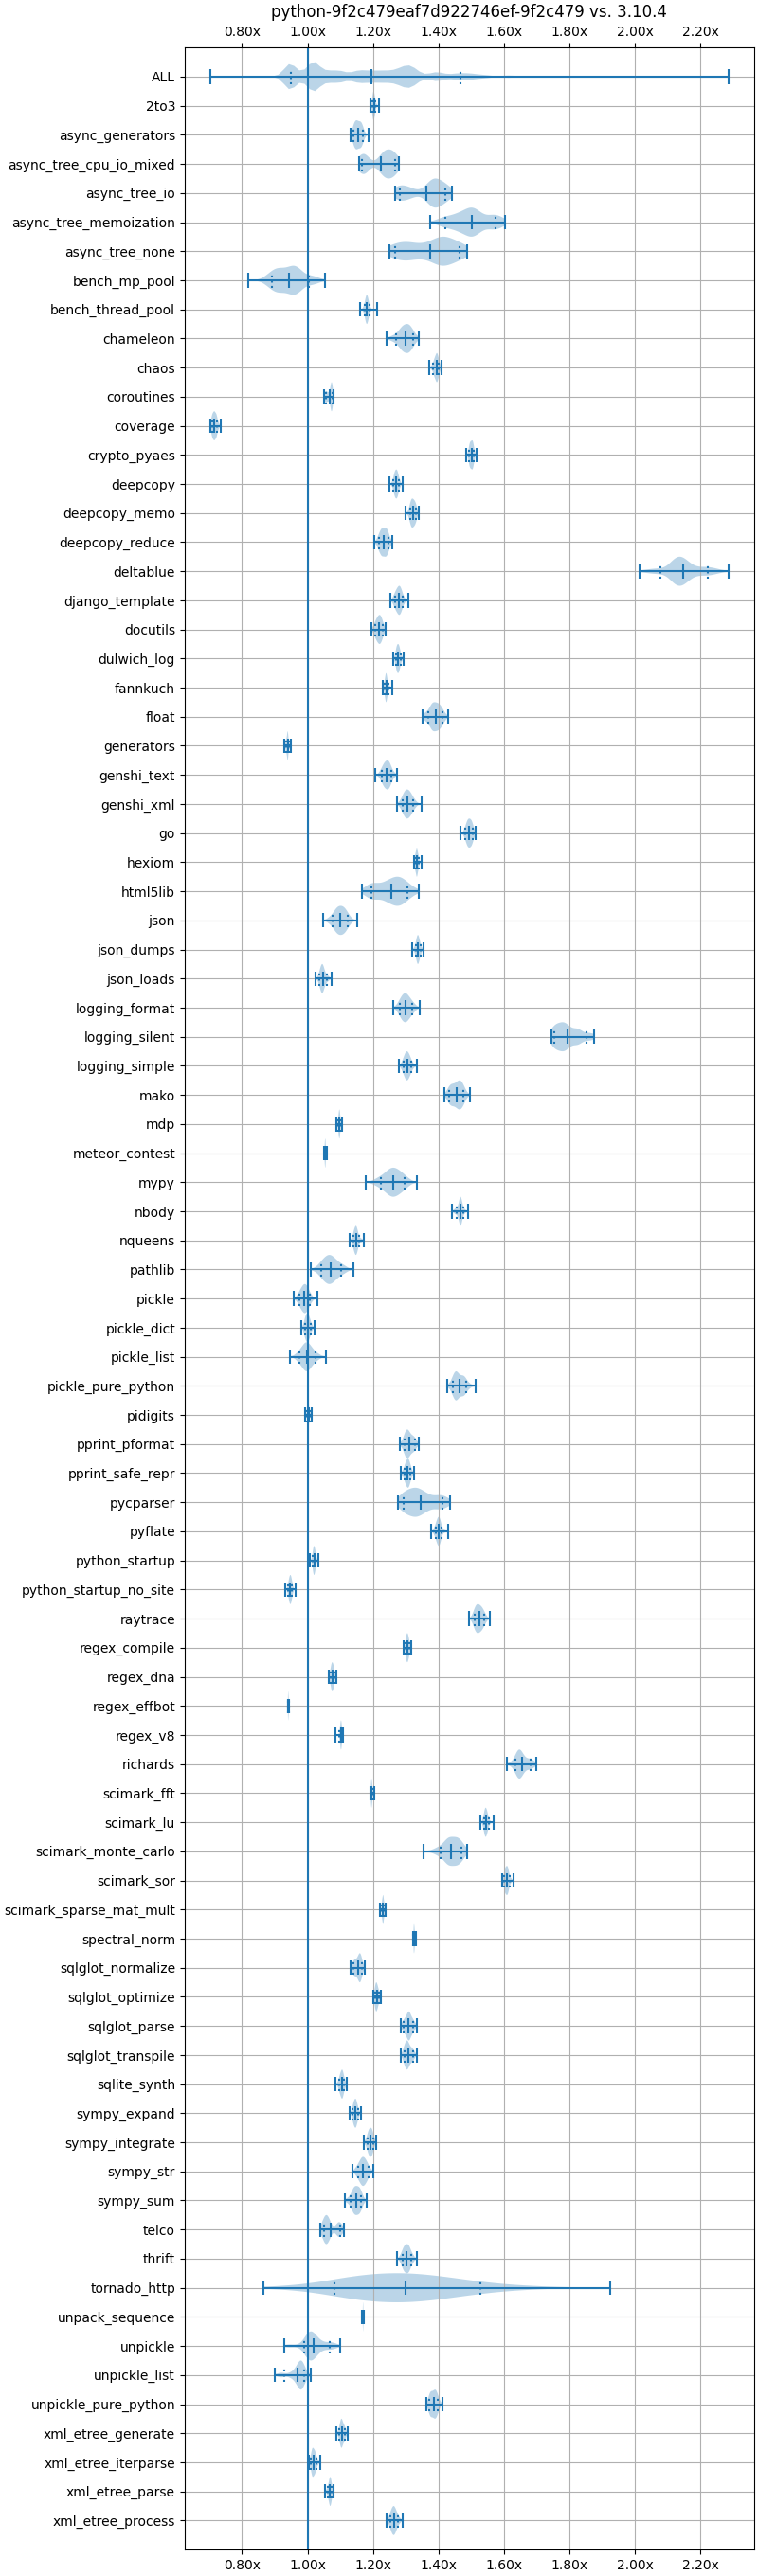 python-9f2c479eaf7d922746ef-9f2c479 vs. 3.10.4
0.80x 1.00x 1.20x 1.40x 1.60x 1.80x 2.00x 2.20x
ALL
2to3
async_generators
async_tree_cpu_io_mixed
async_tree_io
async_tree_memoization
async_tree_none
bench_mp_pool
bench_thread_pool
chameleon
chaos
coroutines
coverage
crypto_pyaes
deepcopy
deepcopy_memo
deepcopy_reduce
deltablue
django_template
docutils
dulwich_log
fannkuch
float
generators
genshi_text
genshi_xml
go
hexiom
html5lib
json
json_dumps
json_loads
logging_format
logging_silent
logging_simple
mako
mdp
meteor_contest
mypy
nbody
nqueens
pathlib
pickle
pickle_dict
pickle_list
pickle_pure_python
pidigits
pprint_pformat
pprint_safe_repr
pycparser
pyflate
python_startup
python_startup_no_site
raytrace
regex_compile
regex_dna
regex_effbot
regex_v8
richards
scimark_fft
scimark_lu
scimark_monte_carlo
scimark_sor
scimark_sparse_mat_mult
spectral_norm
sqlglot_normalize
sqlglot_optimize
sqlglot_parse
sqlglot_transpile
sqlite_synth
sympy_expand
sympy_integrate
sympy_str
sympy_sum
telco
thrift
tornado_http
unpack_sequence
unpickle
unpickle_list
unpickle_pure_python
xml_etree_generate
xml_etree_iterparse
xml_etree_parse
xml_etree_process
0.80x 1.00x 1.20x 1.40x 1.60x 1.80x 2.00x 2.20x